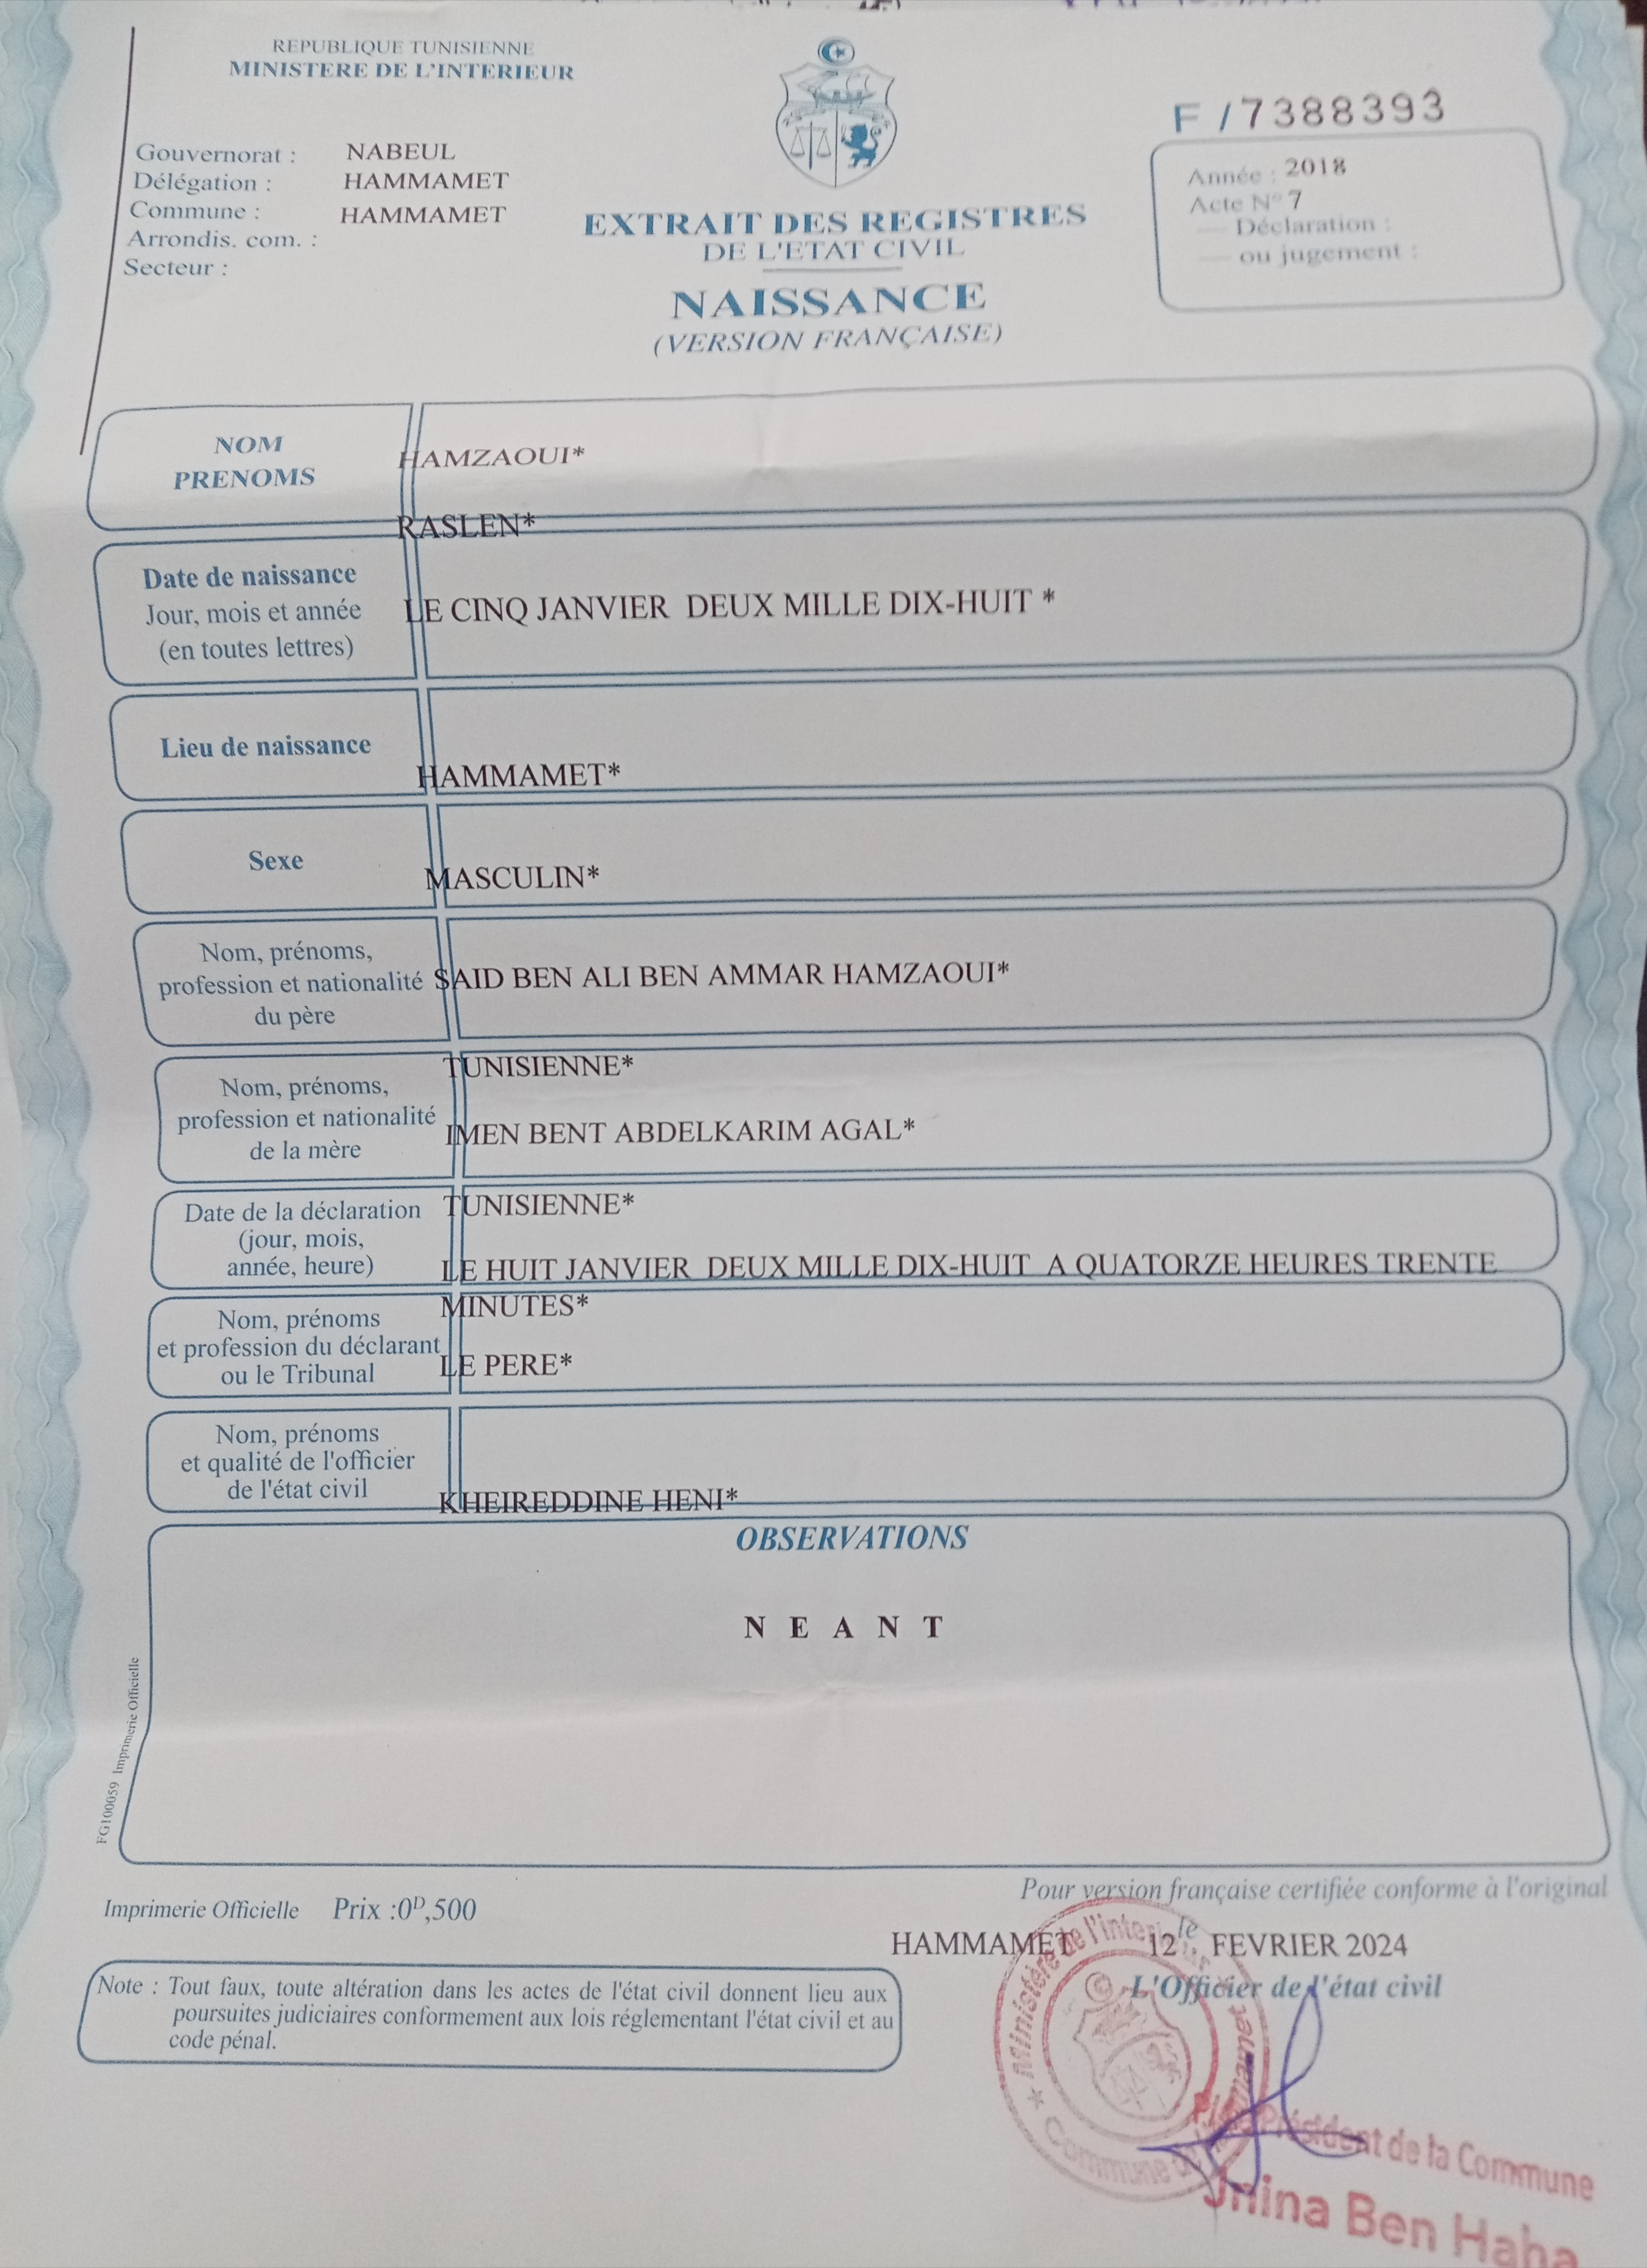 REPUBLIQUE TUNISIENNE
MINISTERE DE L'INTERIEUR
F / 7388393
Gouvernorat : NABEUL
Délégation : HAMMAMET
Commune : HAMMAMET
Arrondis. com. :
Secteur :
Année : 2018
Acte N° 7
Déclaration :
ou jugement :
EXTRAIT DES REGISTRES
DE L'ETAT CIVIL
NAISSANCE
(VERSION FRANÇAISE)
NOM
PRENOMS
HAMZAOUI*
RASLEN*
Date de naissance
Jour, mois et année
(en toutes lettres)
LE CINQ JANVIER DEUX MILLE DIX-HUIT *
Lieu de naissance
HAMMAMET*
Sexe
MASCULIN*
Nom, prénoms,
profession et nationalité
du père
SAID BEN ALI BEN AMMAR HAMZAOUI*
TUNISIENNE*
Nom, prénoms,
profession et nationalité
de la mère
IMEN BENT ABDELKARIM AGAL*
TUNISIENNE*
Date de la déclaration
(jour, mois,
année, heure)
LE HUIT JANVIER DEUX MILLE DIX-HUIT A QUATORZE HEURES TRENTE
MINUTES*
Nom, prénoms
et profession du déclarant
ou le Tribunal
LE PERE*
Nom, prénoms
et qualité de l'officier
de l'état civil
KHEIREDDINE HENI*
OBSERVATIONS
N E A N T
FG100059 Imprimerie Officielle
Imprimerie Officielle Prix :0D,500
Pour version française certifiée conforme à l'original
HAMMAMET le 12 FEVRIER 2024
L'Officier de l'état civil
Note : Tout faux, toute altération dans les actes de l'état civil donnent lieu aux
poursuites judiciaires conformement aux lois réglementant l'état civil et au
code pénal.
Ministère de l'Interieur
Commune de
Président de la Commune
Jnina Ben Haha